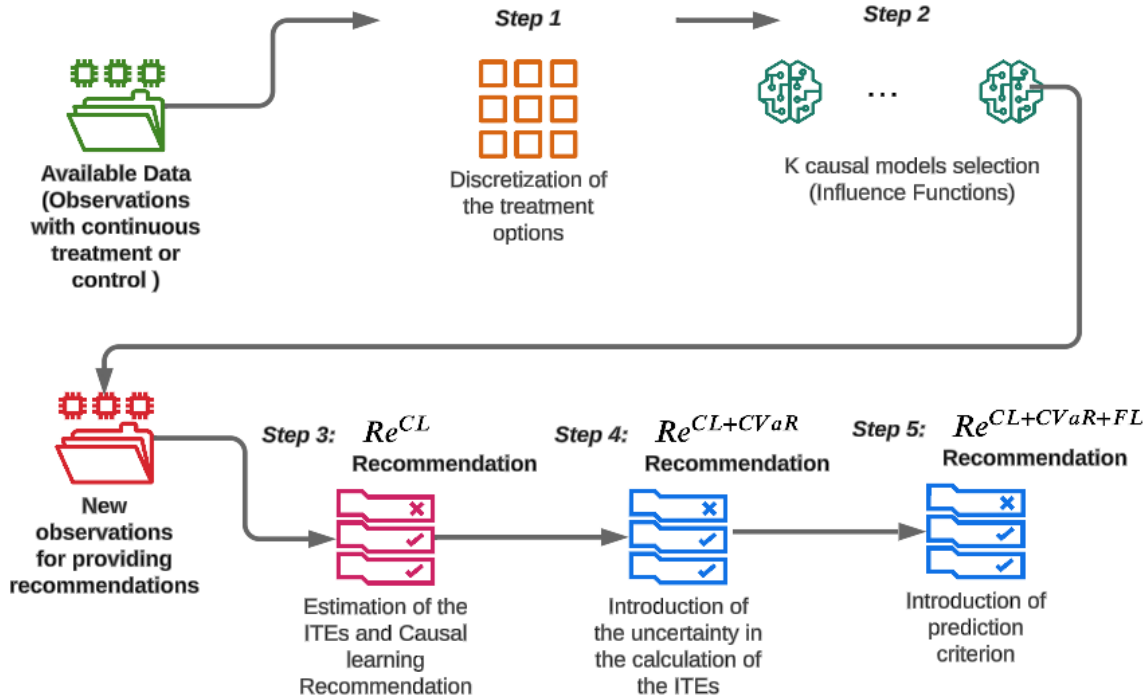 Step 1
Step 2
...
Available Data
(Observations
with continuous
treatment or
control )
Discretization of
the treatment
options
K causal models selection
(Influence Functions)
New
observations
for providing
recommendations
Step 3: Re^{CL}
Recommendation
Estimation of the
ITEs and Causal
learning
Recommendation
Step 4: Re^{CL+CVaR}
Recommendation
Introduction of
the uncertainty in
the calculation of
the ITEs
Step 5: Re^{CL+CVaR+FL}
Recommendation
Introduction of
prediction
criterion